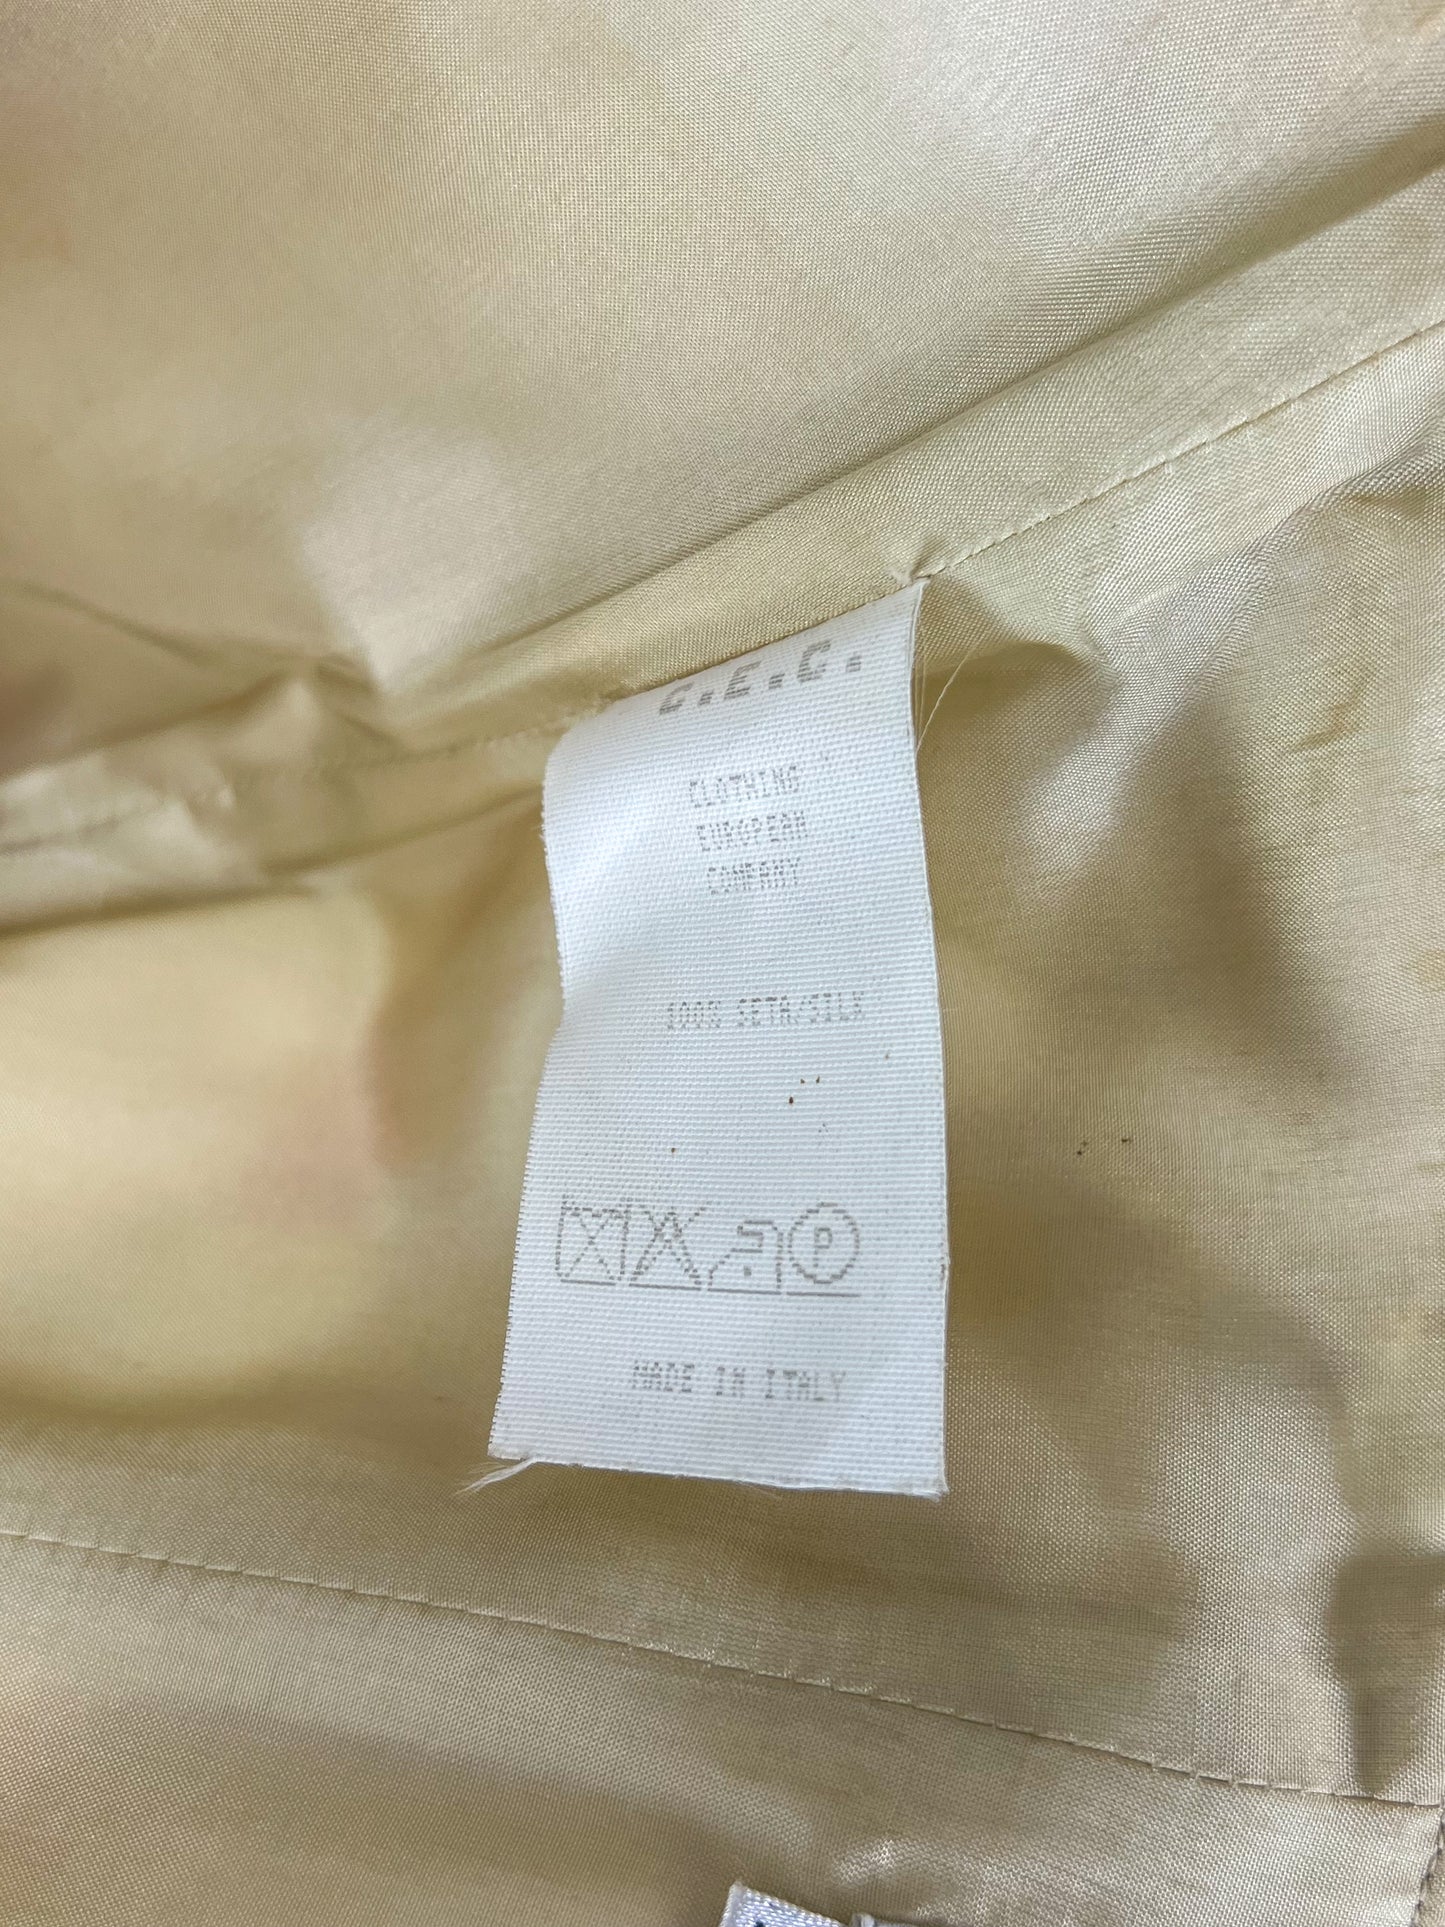 C.E.C.
CLOTHING
EUROPEAN
COMPANY
100% SETA/SILK
P
MADE IN ITALY